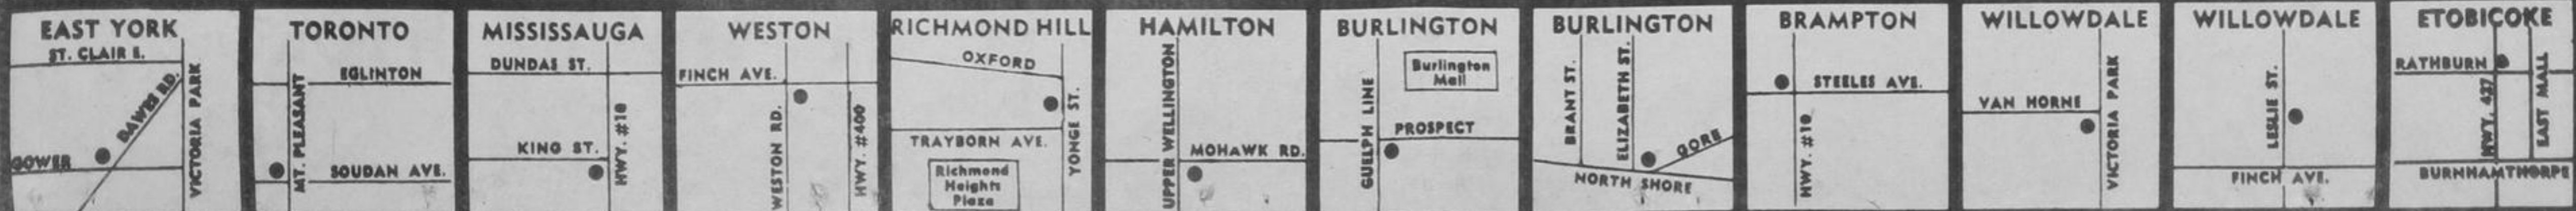 EAST YORK
ST. CLAIR E.
DAWES RD.
VICTORIA PARK
GOWER
TORONTO
EGLINTON
MT. PLEASANT
SOUDAN AVE.
MISSISSAUGA
DUNDAS ST.
KING ST.
HWY. #10
WESTON
FINCH AVE.
WESTON RD.
HWY. #400
RICHMOND HILL
OXFORD
YONGE ST.
TRAYBORN AVE.
Richmond
Heights
Plaza
HAMILTON
UPPER WELLINGTON
MOHAWK RD.
BURLINGTON
Burlington
Mall
GUELPH LINE
PROSPECT
BURLINGTON
BRANT ST.
ELIZABETH ST.
GORE
NORTH SHORE
BRAMPTON
STEELES AVE.
HWY. #10
WILLOWDALE
VAN HORNE
VICTORIA PARK
WILLOWDALE
LESLIE ST.
FINCH AVE.
ETOBICOKE
RATHBURN
HWY. 427
EAST MALL
BURNHAMTHORPE